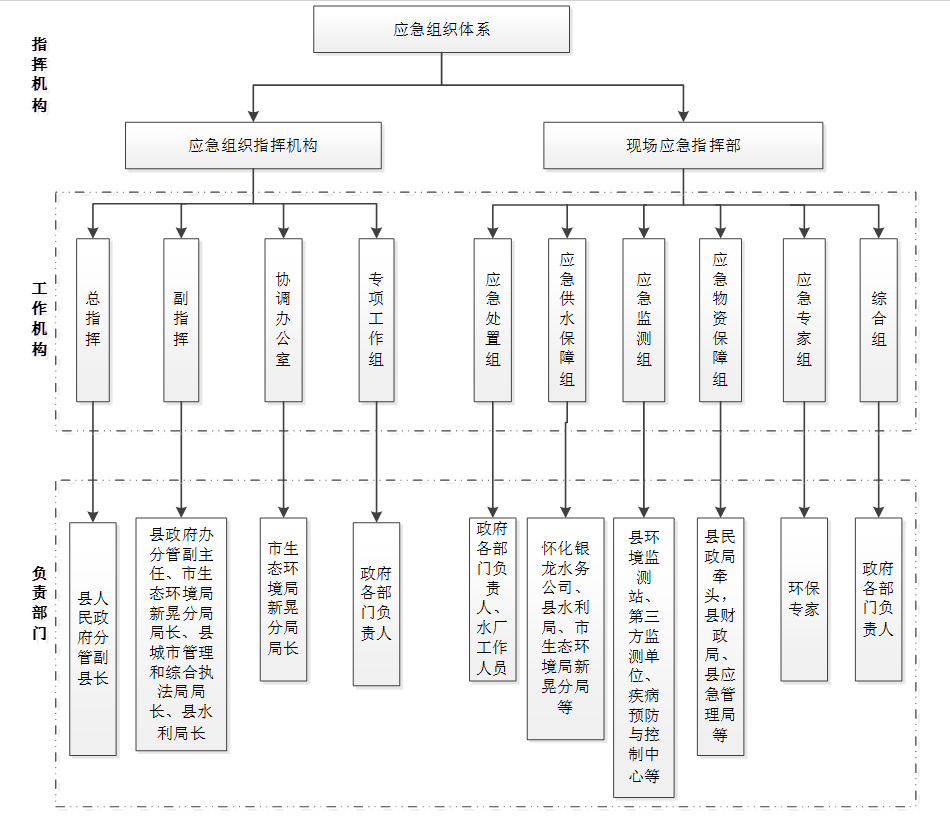 应急组织体系
指
挥
机
构
应急组织指挥机构
现场应急指挥部
工
作
机
构
总
指
挥
副
指
挥
协
调
办
公
室
专
项
工
作
组
应
急
处
置
组
应
急
供
水
保
障
组
应
急
监
测
组
应
急
物
资
保
障
组
应
急
专
家
组
综
合
组
负
责
部
门
县人
民政
府分
管副
县长
县政府办
分管副主
任、市生
态环境局
新晃分局
局长、县
城市管理
和综合执
法局局
长、县水
利局长
市生
态环
境局
新晃
分局
局长
政府
各部
门负
责人
政府
各部
门负
责
人、
水厂
工作
人员
怀化银
龙水务
公司、
县水利
局、市
生态环
境局新
晃分局
等
县环
境监
测
站、
第三
方监
测单
位、
疾病
预防
与控
制中
心等
县民
政局
牵
头，
县财
政
局、
县应
急管
理局
等
环保
专家
政府
各部
门负
责人